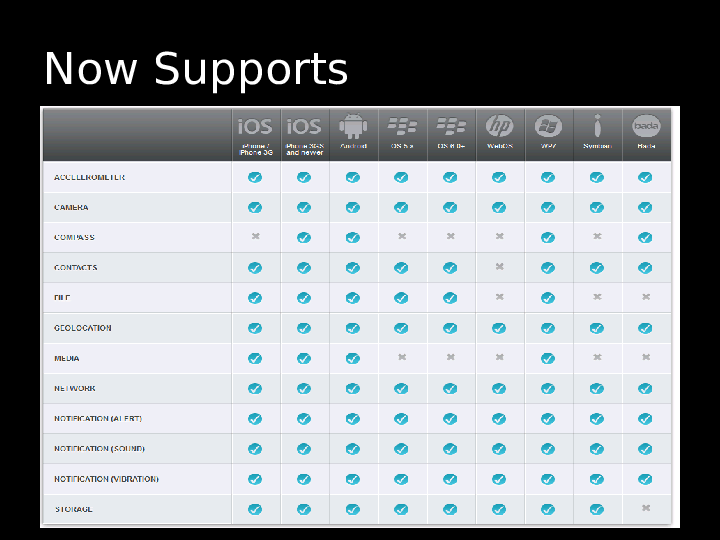 Now Supports
iOS iOS hp bada
iPhone / iPhone 3G iPhone 3GS and newer Android OS 5.x OS 6.0+ WebOS WP7 Symbian Bada
ACCELEROMETER
CAMERA
COMPASS
CONTACTS
FILE
GEOLOCATION
MEDIA
NETWORK
NOTIFICATION (ALERT)
NOTIFICATION (SOUND)
NOTIFICATION (VIBRATION)
STORAGE